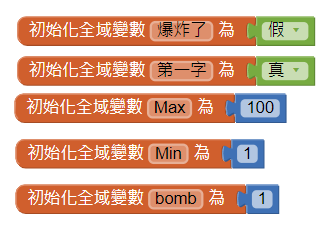 初始化全域變數 爆炸了 為 假
初始化全域變數 第一字 為 真
初始化全域變數 Max 為 100
初始化全域變數 Min 為 1
初始化全域變數 bomb 為 1